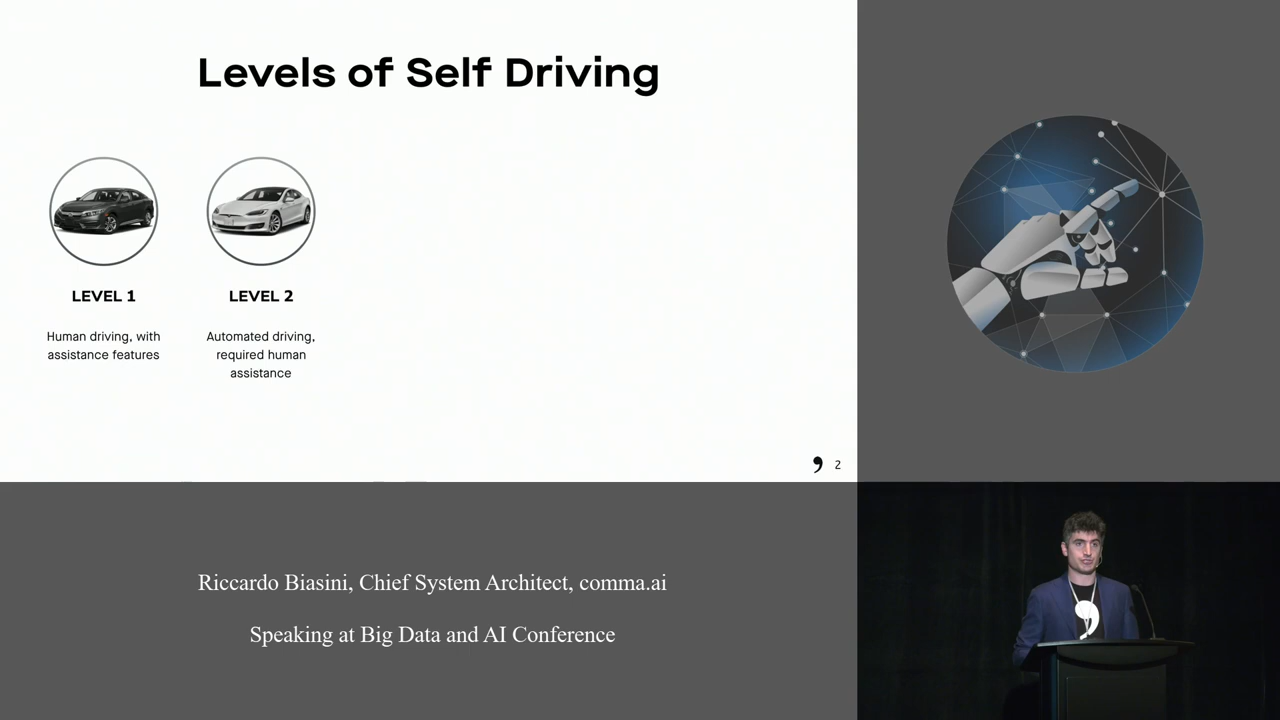 Levels of Self Driving
LEVEL 1
Human driving, with
assistance features
LEVEL 2
Automated driving,
required human
assistance
2
Riccardo Biasini, Chief System Architect, comma.ai
Speaking at Big Data and AI Conference